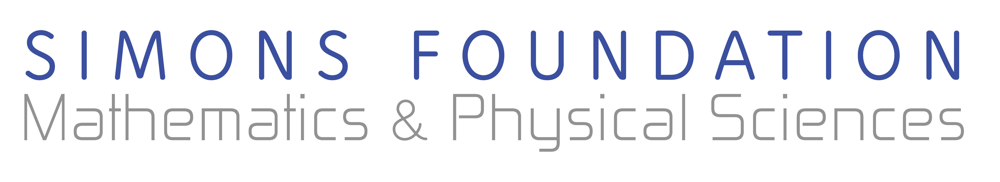 SIMONS FOUNDATION
Mathematics & Physical Sciences